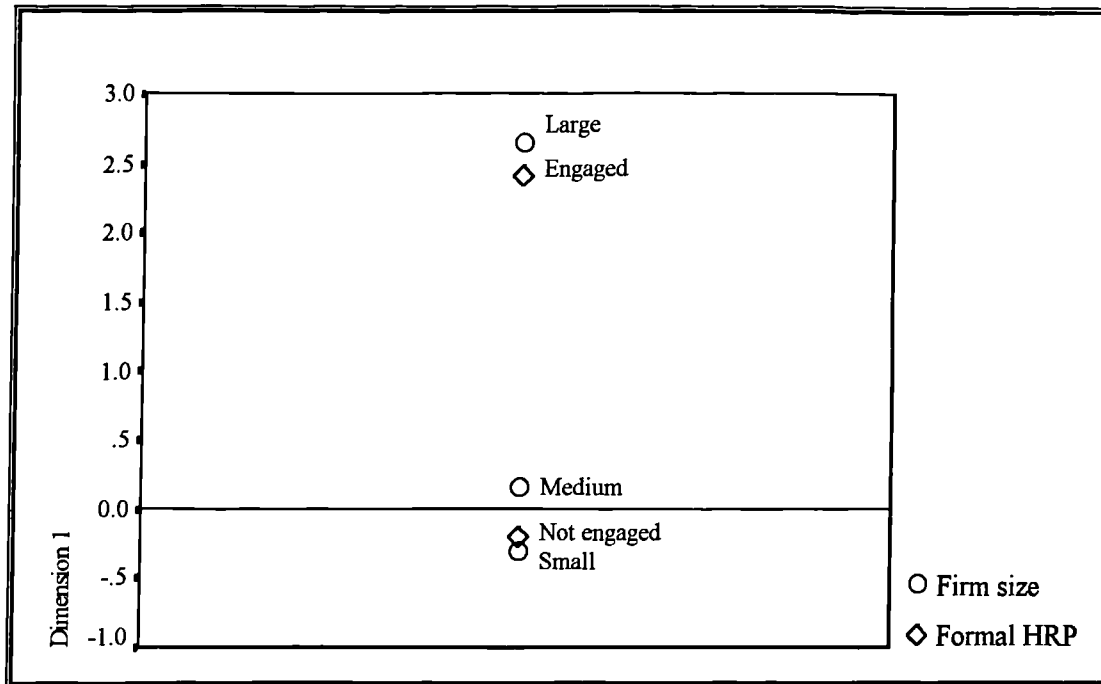 3.0
Large
2.5
Engaged
2.0
1.5
1.0
.5
Medium
0.0
Not engaged
Small
-.5
-1.0
Dimension 1
Firm size
Formal HRP